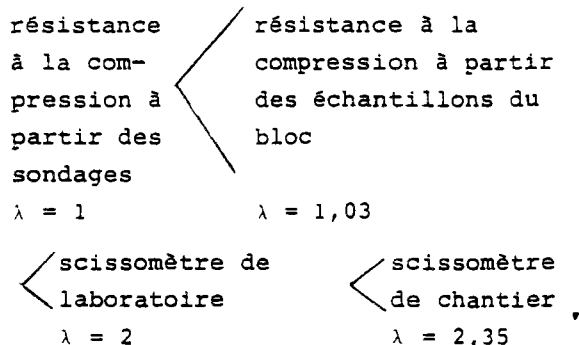 résistance
à la com-
pression à
partir des
sondages
λ = 1
résistance à la
compression à partir
des échantillons du
bloc
λ = 1,03
scissomètre de
laboratoire
λ = 2
scissomètre
de chantier
λ = 2,35